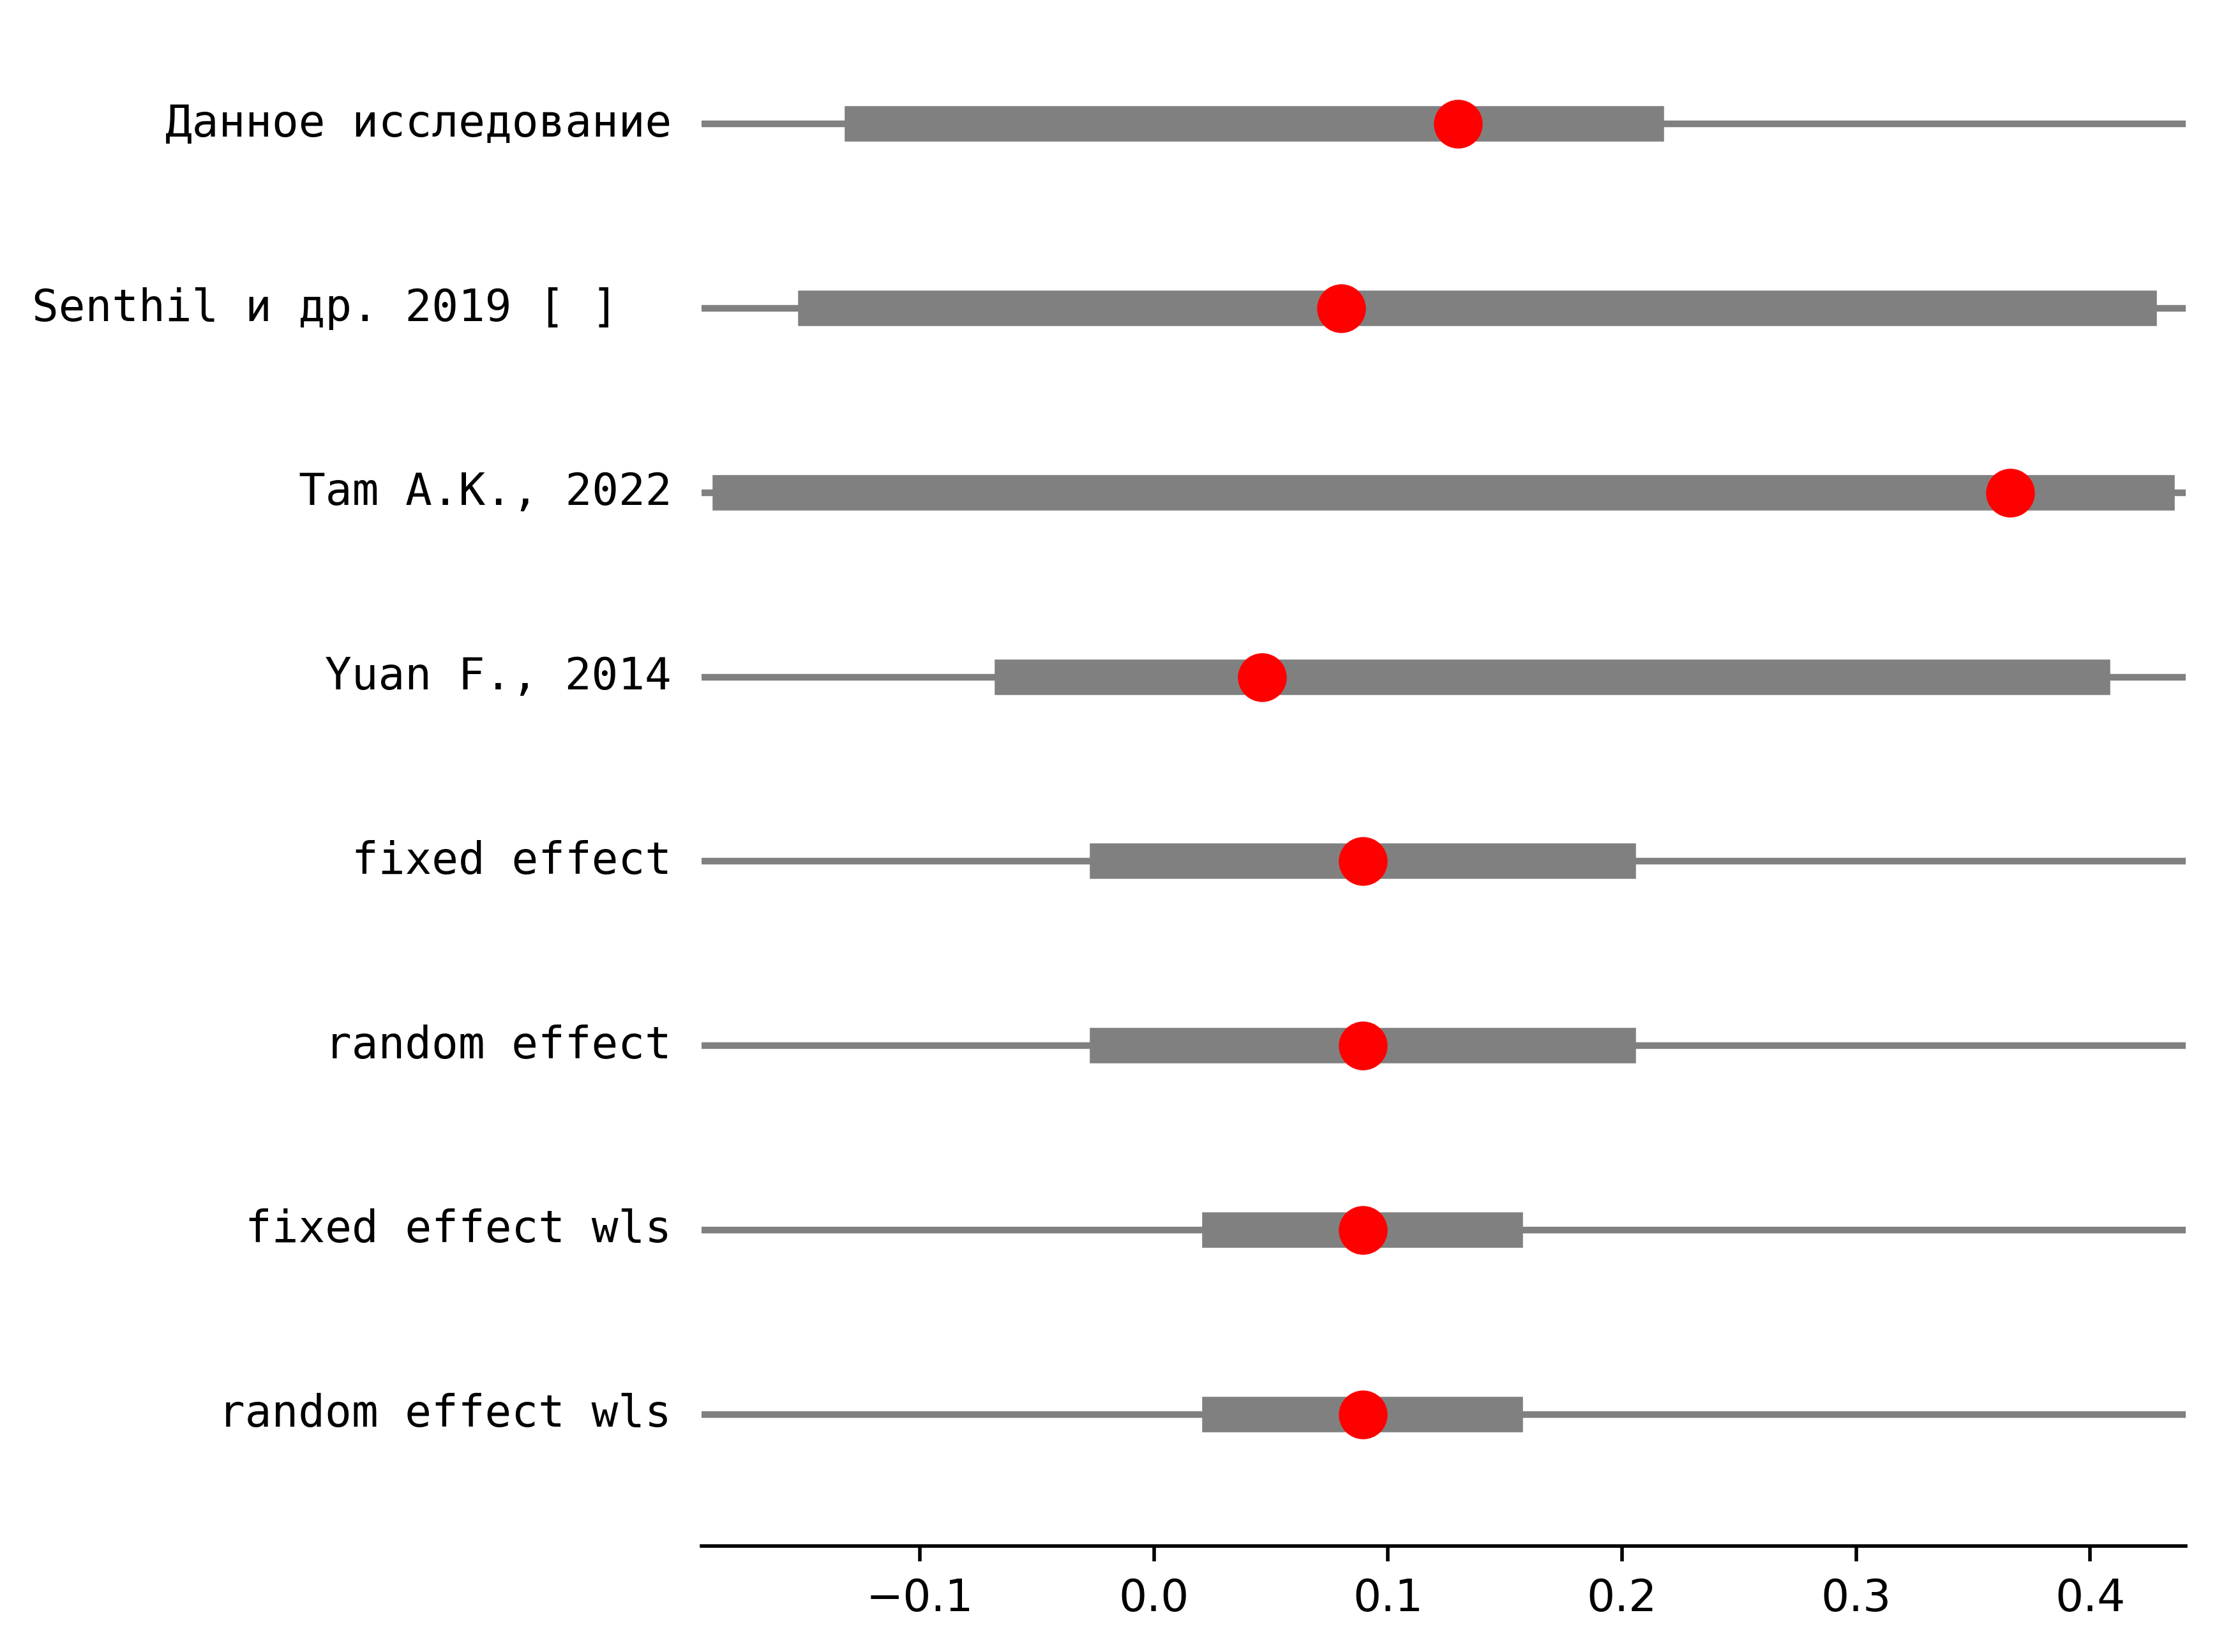 Данное исследование
Senthil и др. 2019 [ ]
Tam A.K., 2022
Yuan F., 2014
fixed effect
random effect
fixed effect wls
random effect wls
−0.1 0.0 0.1 0.2 0.3 0.4